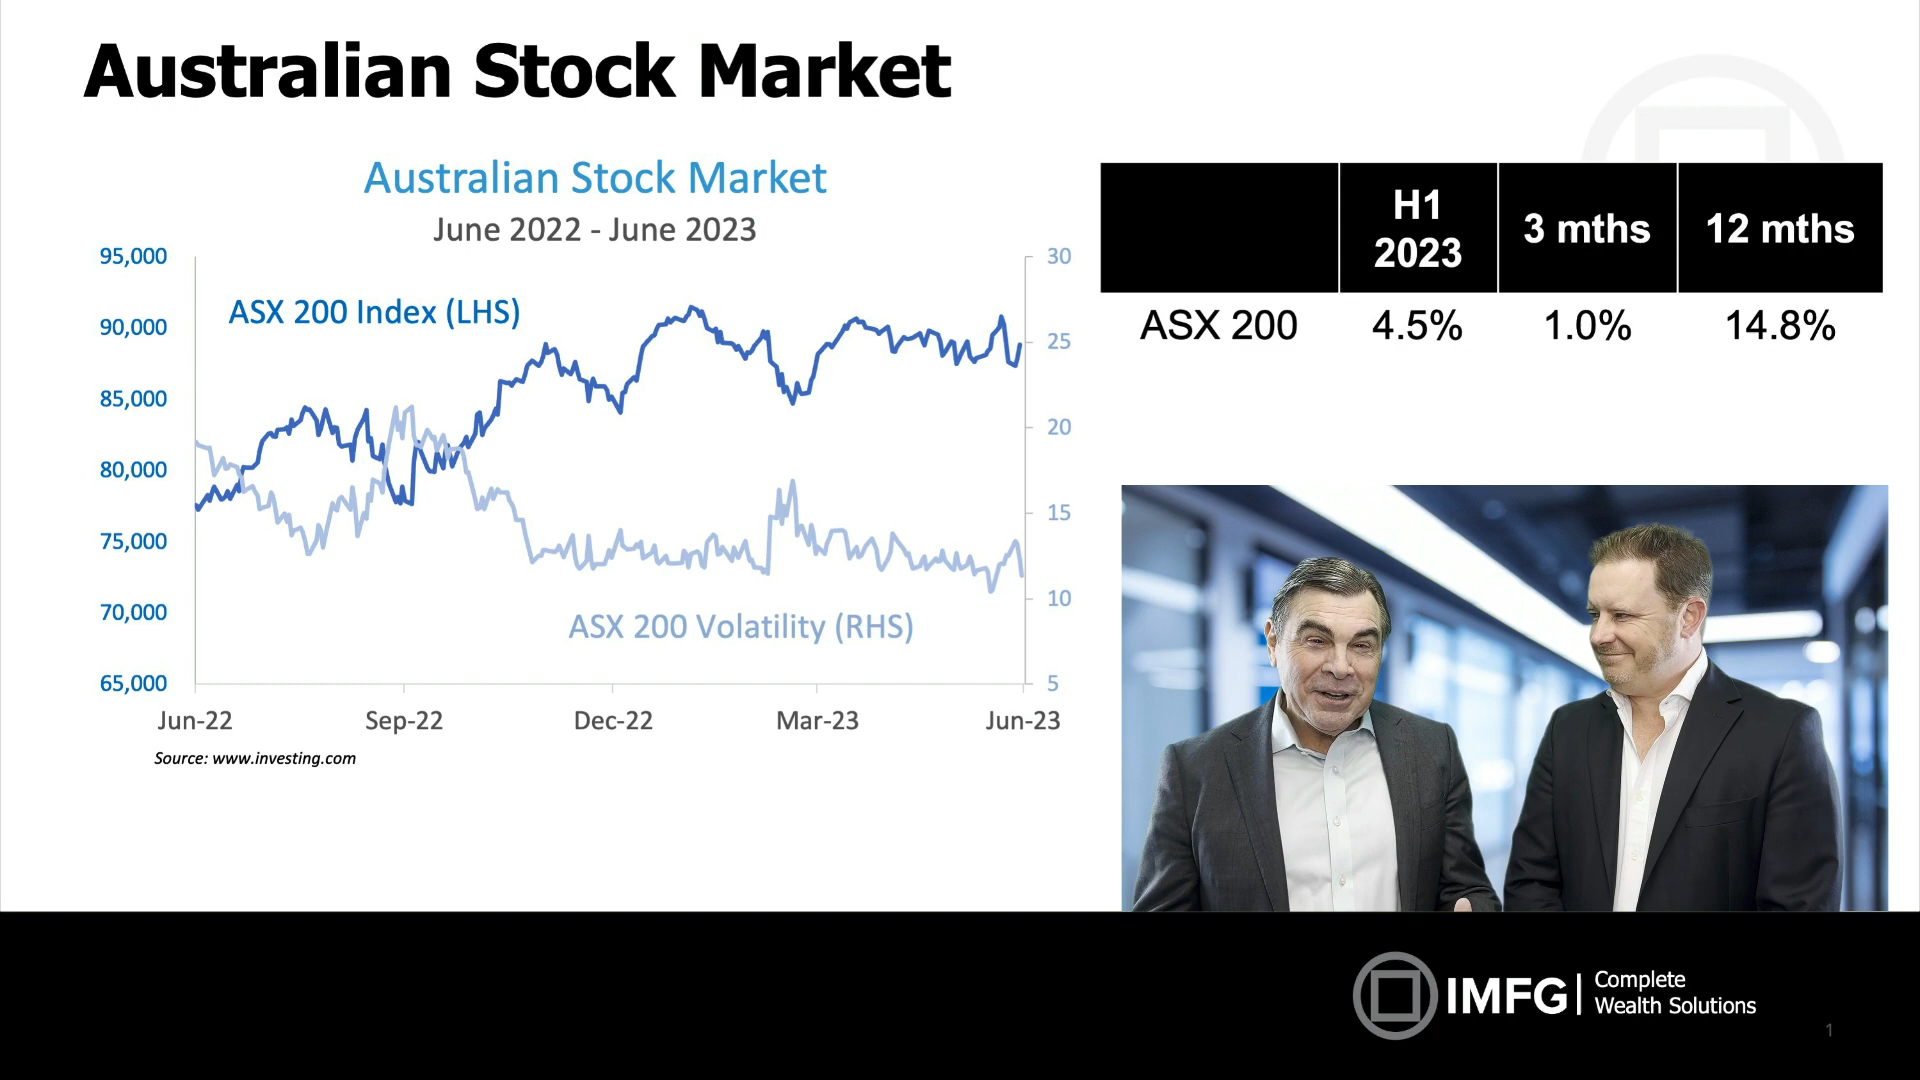 Australian Stock Market
Australian Stock Market
June 2022 - June 2023
95,000
90,000
85,000
80,000
75,000
70,000
65,000
ASX 200 Index (LHS)
ASX 200 Volatility (RHS)
30
25
20
15
10
5
Jun-22 Sep-22 Dec-22 Mar-23 Jun-23
Source: www.investing.com
H1
2023
3 mths
12 mths
ASX 200 4.5% 1.0% 14.8%
IMFG
Complete
Wealth Solutions
1